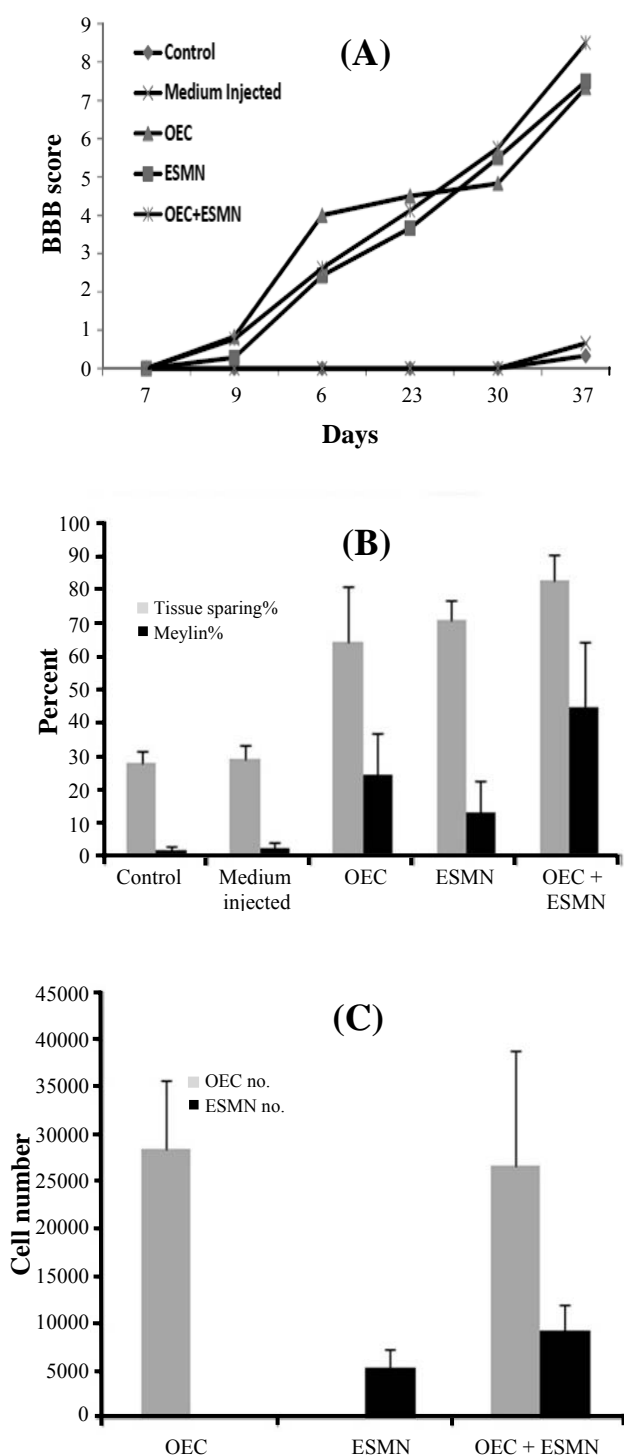 (A)
Control
Medium Injected
OEC
ESMN
OEC+ESMN
BBB score
9
8
7
6
5
4
3
2
1
0
7 9 6 23 30 37
Days
(B)
Tissue sparing%
Meylin%
Percent
100
90
80
70
60
50
40
30
20
10
0
Control
Medium
injected
OEC
ESMN
OEC +
ESMN
(C)
OEC no.
ESMN no.
Cell number
45000
40000
35000
30000
25000
20000
15000
10000
5000
0
OEC ESMN OEC + ESMN